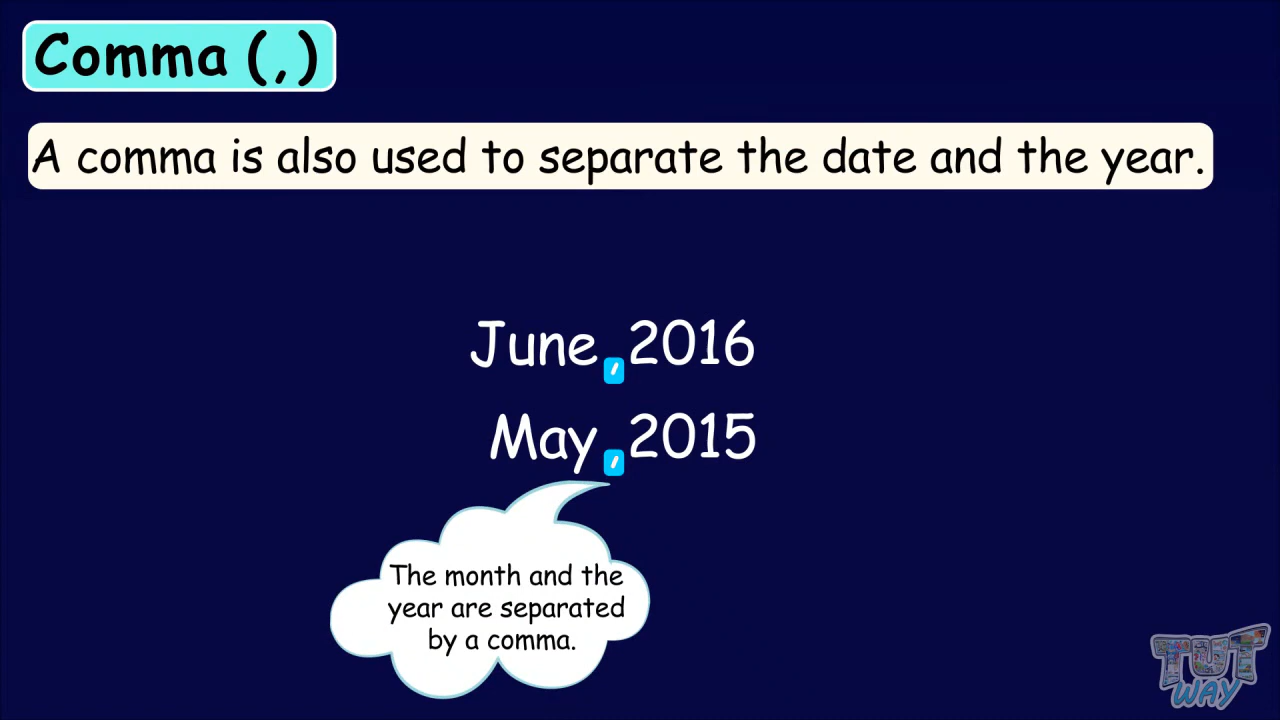 Comma (,)
A comma is also used to separate the date and the year.
June,2016
May,2015
The month and the
year are separated
by a comma.
TUT
WAY